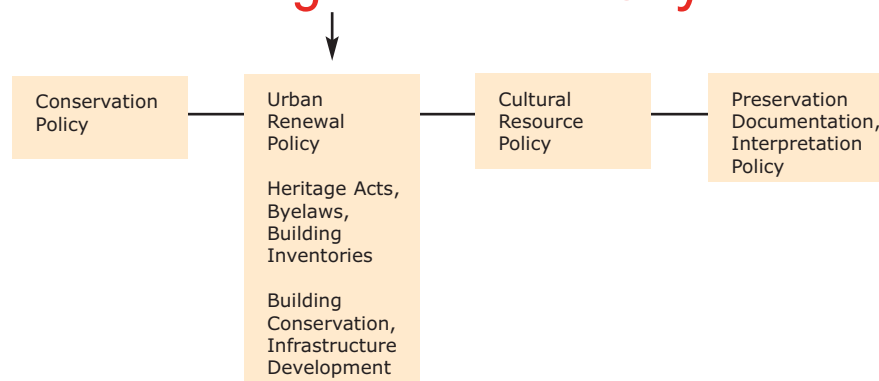 Conservation
Policy
Urban
Renewal
Policy
Heritage Acts,
Byelaws,
Building
Inventories
Building
Conservation,
Infrastructure
Development
Cultural
Resource
Policy
Preservation
Documentation,
Interpretation
Policy